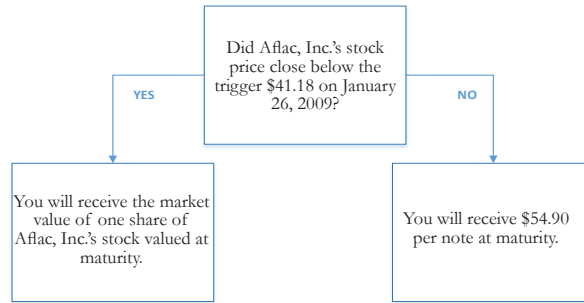 Did Aflac, Inc.'s stock
price close below the
trigger $41.18 on January
26, 2009?
YES
NO
You will receive the market
value of one share of
Aflac, Inc.'s stock valued at
maturity.
You will receive $54.90
per note at maturity.